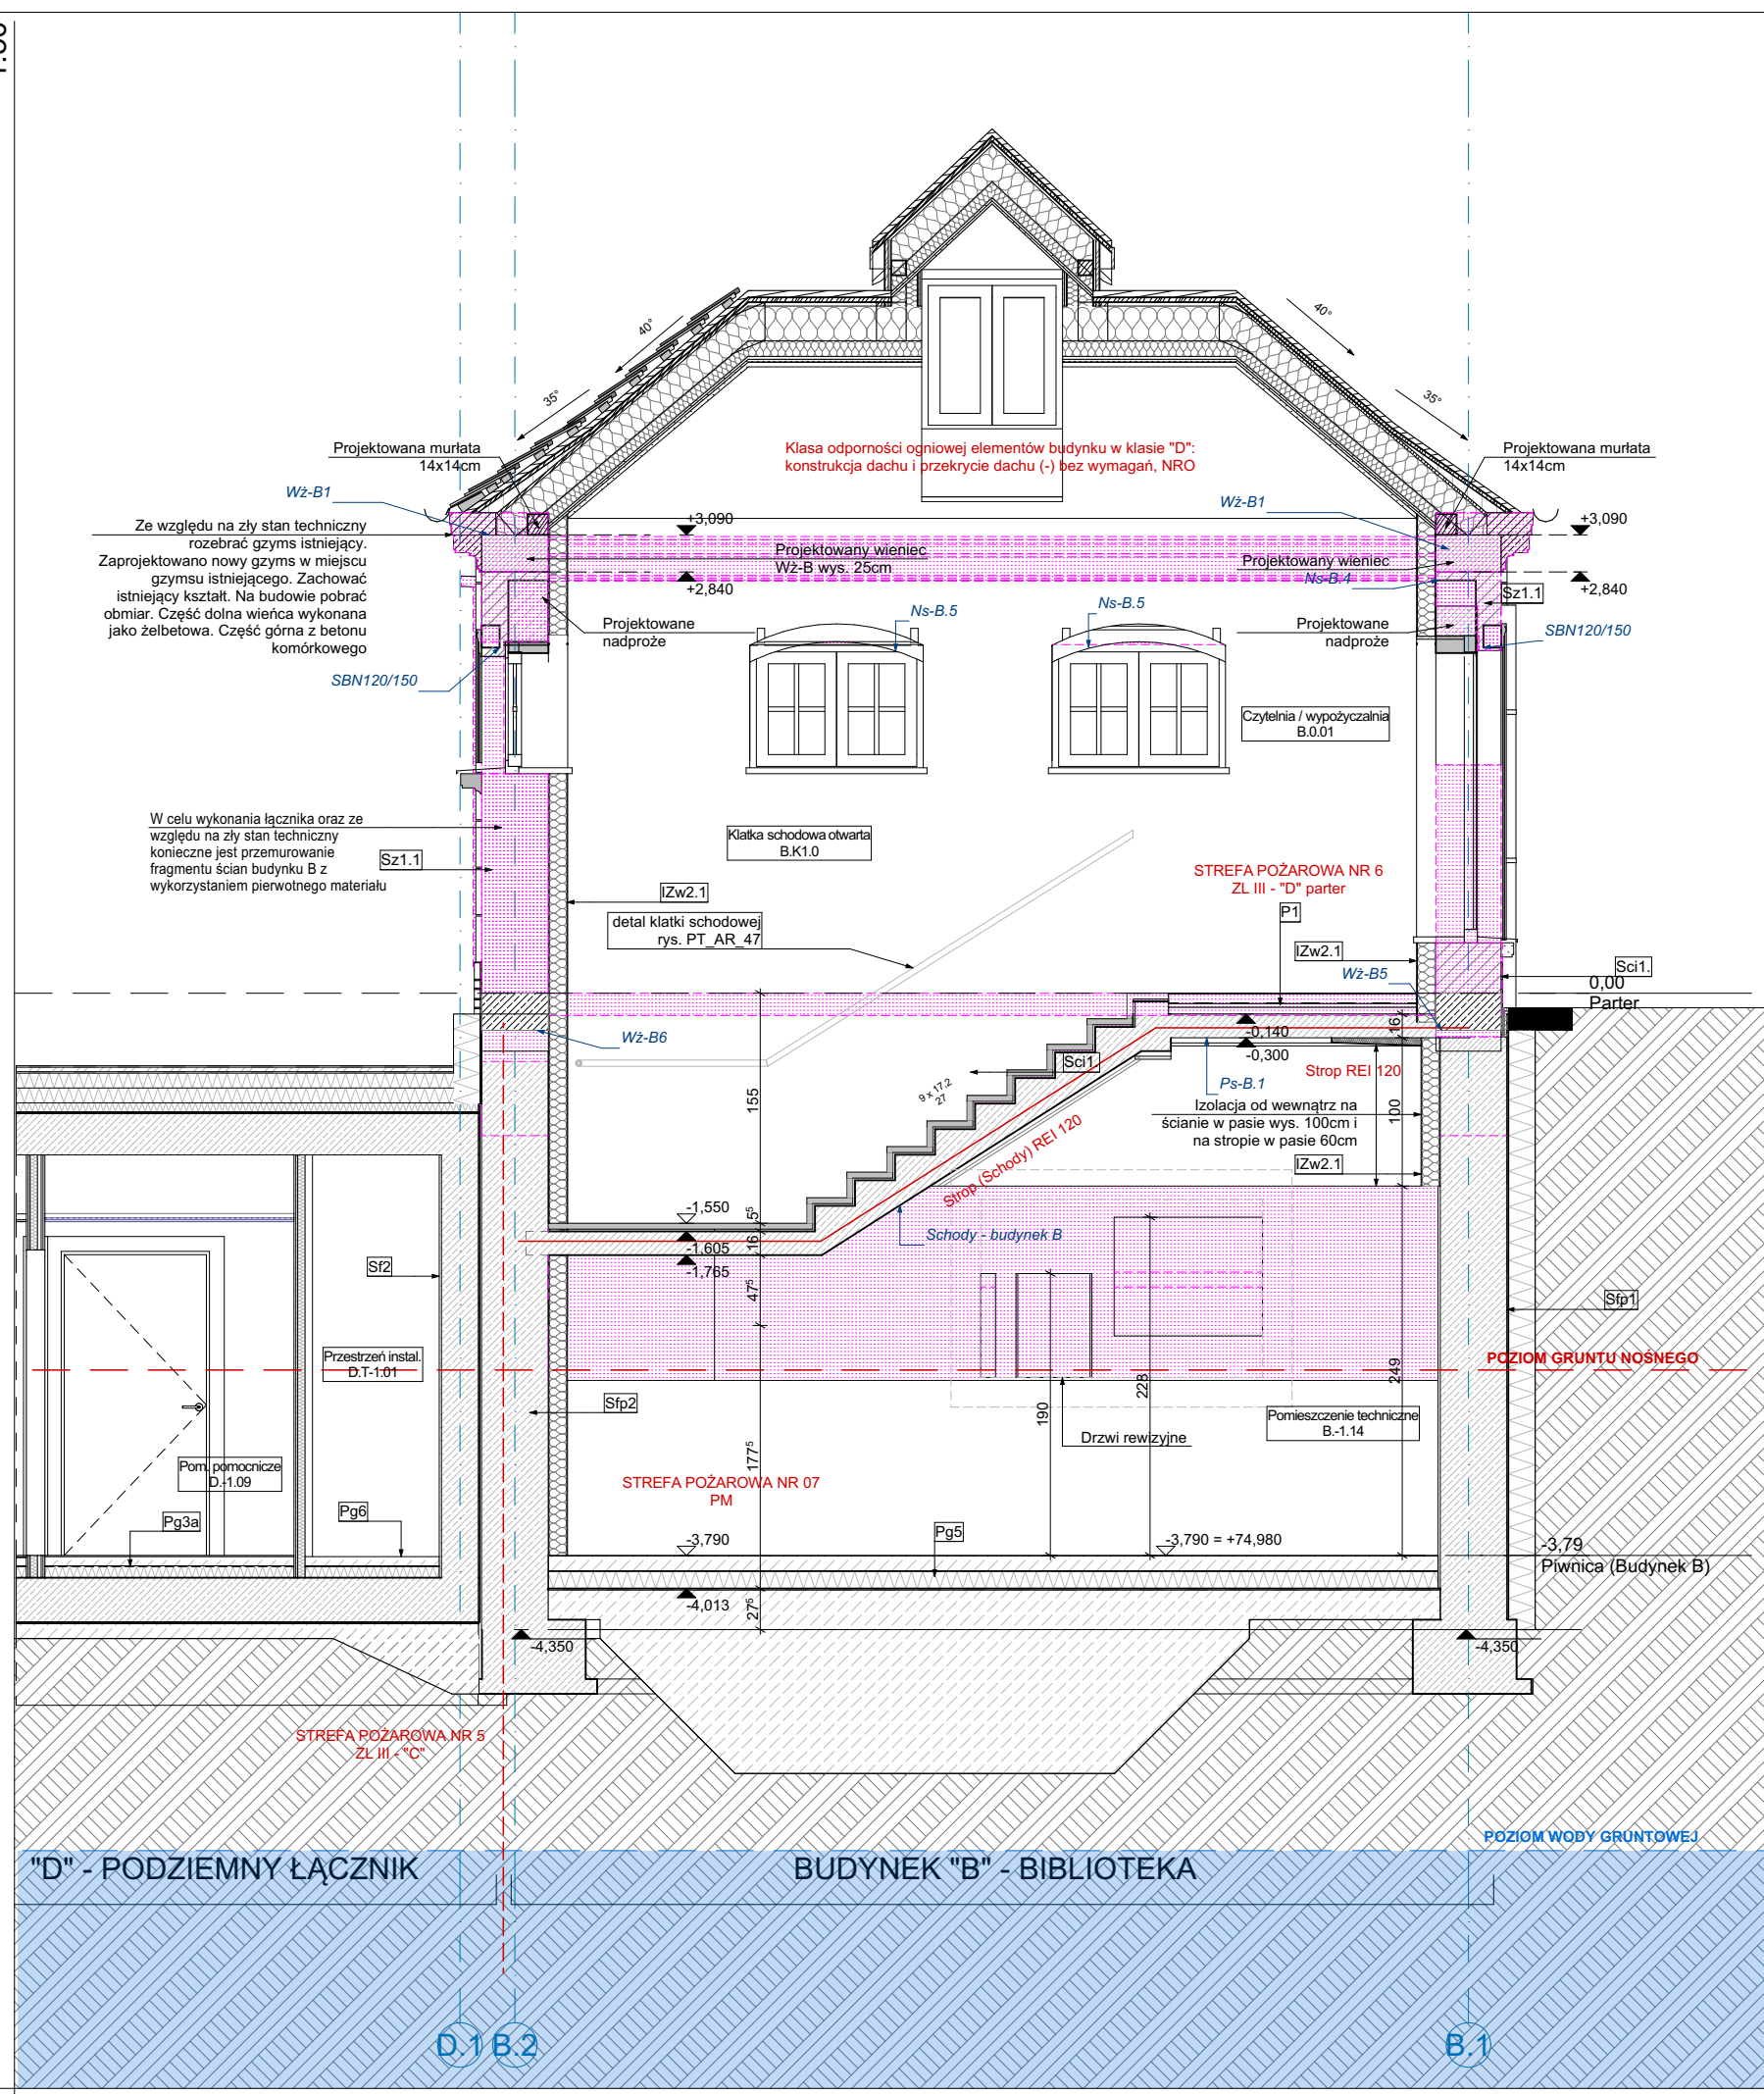 40°
40°
35°
35°
Klasa odporności ogniowej elementów budynku w klasie "D":
konstrukcja dachu i przekrycie dachu (-) bez wymagań, NRO
Projektowana murłata
14x14cm
Projektowana murłata
14x14cm
Wż-B1
Wż-B1
Ze względu na zły stan techniczny
rozebrać gzyms istniejący.
Zaprojektowano nowy gzyms w miejscu
gzymsu istniejącego. Zachować
istniejący kształt. Na budowie pobrać
obmiar. Część dolna wieńca wykonana
jako żelbetowa. Część górna z betonu
komórkowego
+3,090
+3,090
Projektowany wieniec
Wż-B wys. 25cm
Projektowany wieniec
Ns-B.4
+2,840
+2,840
Sz1.1
Ns-B.5
Ns-B.5
Projektowane
nadproże
Projektowane
nadproże
SBN120/150
SBN120/150
Czytelnia / wypożyczalnia
B.0.01
W celu wykonania łącznika oraz ze
względu na zły stan techniczny
konieczne jest przemurowanie
fragmentu ścian budynku B z
wykorzystaniem pierwotnego materiału
Sz1.1
Klatka schodowa otwarta
B.K1.0
STREFA POŻAROWA NR 6
ZL III - "D" parter
IZw2.1
P1
detal klatki schodowej
rys. PT_AR_47
IZw2.1
Wż-B5
Sci1.
0,00
Parter
Wż-B6
-0,140
-0,300
16
Sci1
Strop REI 120
9 x 17,2
27
Ps-B.1
155
100
Izolacja od wewnątrz na
ścianie w pasie wys. 100cm i
na stropie w pasie 60cm
IZw2.1
Strop (Schody) REI 120
-1,550
5⁵
-1,605
16
-1,765
Schody - budynek B
Sf2
47⁵
Sfp1
Przestrzeń instal.
D.T-1.01
POZIOM GRUNTU NOŚNEGO
249
228
190
Sfp2
Pomieszczenie techniczne
B.-1.14
Drzwi rewizyjne
177⁵
Pom. pomocnicze
D.-1.09
STREFA POŻAROWA NR 07
PM
Pg3a
Pg6
Pg5
-3,790
-3,790 = +74,980
-3,79
Piwnica (Budynek B)
-4,013
27⁵
-4,350
-4,350
STREFA POŻAROWA NR 5
ZL III - "C"
POZIOM WODY GRUNTOWEJ
"D" - PODZIEMNY ŁĄCZNIK
BUDYNEK "B" - BIBLIOTEKA
D.1
B.2
B.1